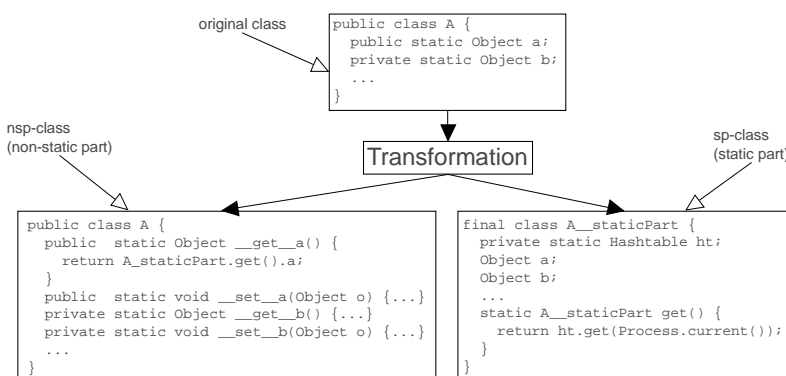 original class
public class A {
public static Object a;
private static Object b;
...
}
nsp-class
(non-static part)
sp-class
(static part)
Transformation
public class A {
public static Object __get__a() {
return A_staticPart.get().a;
}
public static void __set__a(Object o) {...}
private static Object __get__b() {...}
private static void __set__b(Object o) {...}
...
}
final class A__staticPart {
private static Hashtable ht;
Object a;
Object b;
...
static A__staticPart get() {
return ht.get(Process.current());
}
}